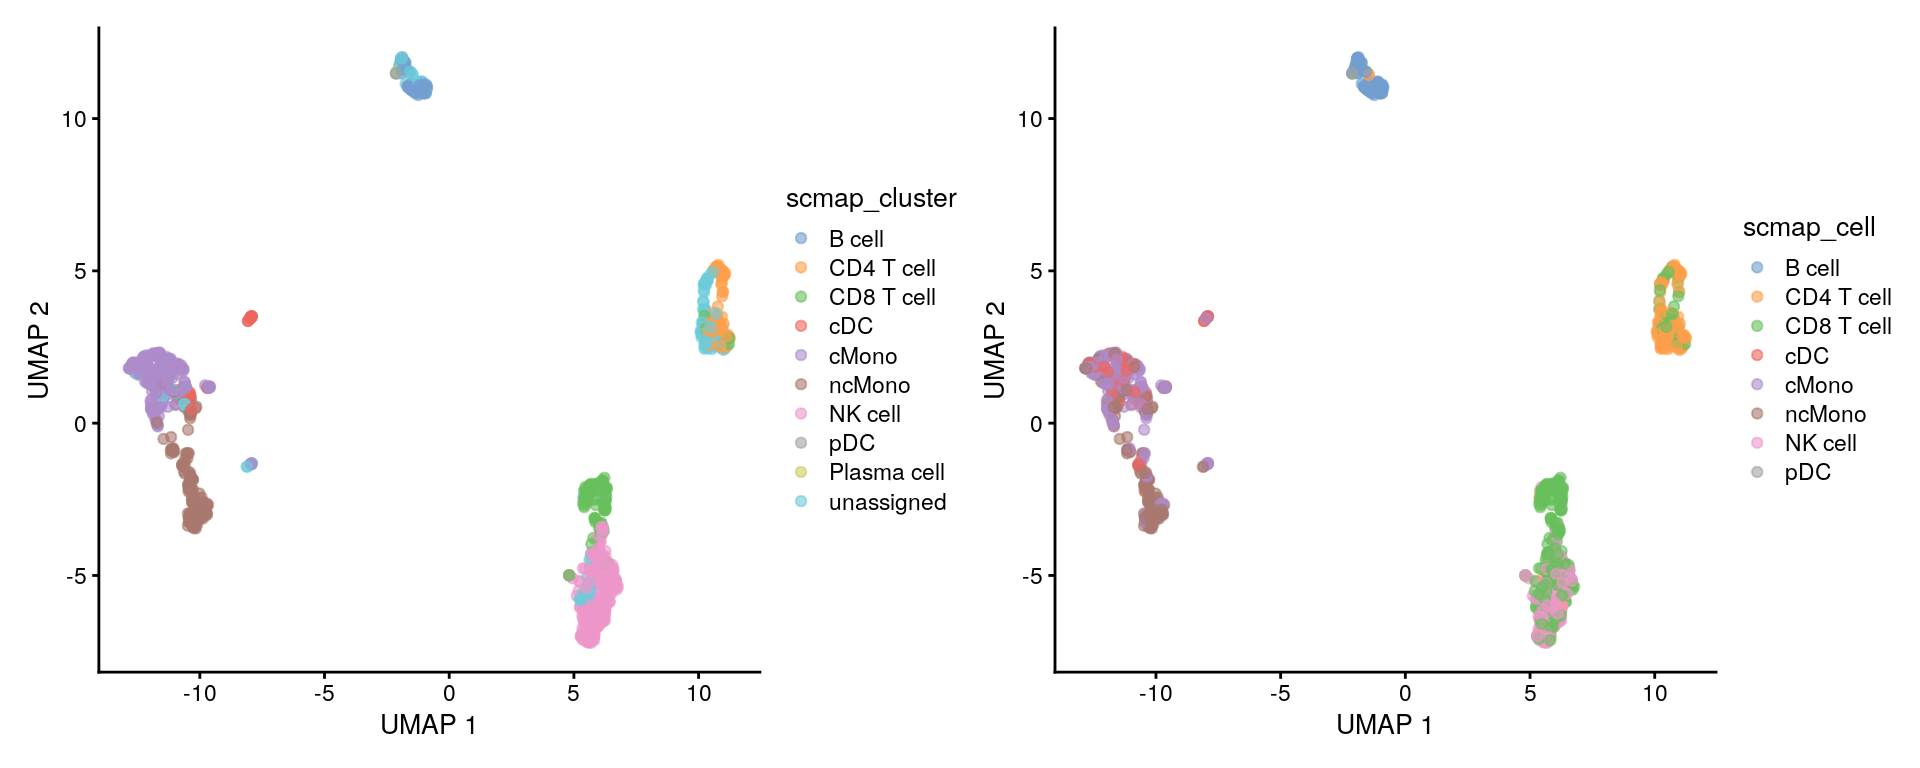 10
5
0
-5
UMAP 2
-10
-5
0
5
10
UMAP 1
scmap_cluster
B cell
CD4 T cell
CD8 T cell
cDC
cMono
ncMono
NK cell
pDC
Plasma cell
unassigned
10
5
0
-5
UMAP 2
-10
-5
0
5
10
UMAP 1
scmap_cell
B cell
CD4 T cell
CD8 T cell
cDC
cMono
ncMono
NK cell
pDC